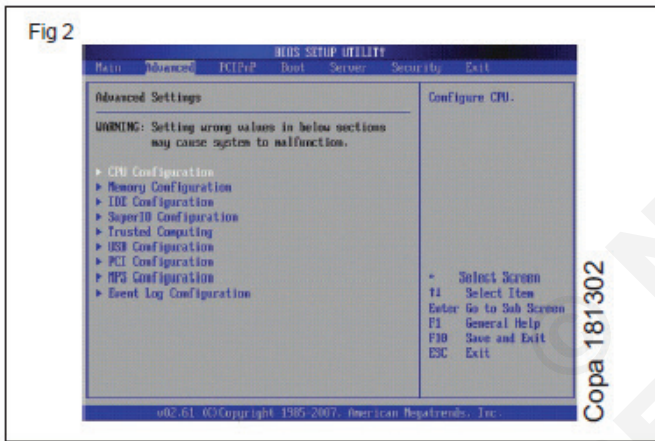 Fig 2
BIOS SETUP UTILITY
Main Advanced PCIPnP Boot Server Security Exit
Advanced Settings
WARNING: Setting wrong values in below sections
may cause system to malfunction.
▶ CPU Configuration
▶ Memory Configuration
▶ IDE Configuration
▶ SuperIO Configuration
▶ Trusted Computing
▶ USB Configuration
▶ PCI Configuration
▶ MPS Configuration
▶ Event Log Configuration
Configure CPU.
Select Screen
↑↓ Select Item
Enter Go to Sub Screen
F1 General Help
F10 Save and Exit
ESC Exit
v02.61 (C)Copyright 1985-2007, American Megatrends, Inc.
Copa 181302
©